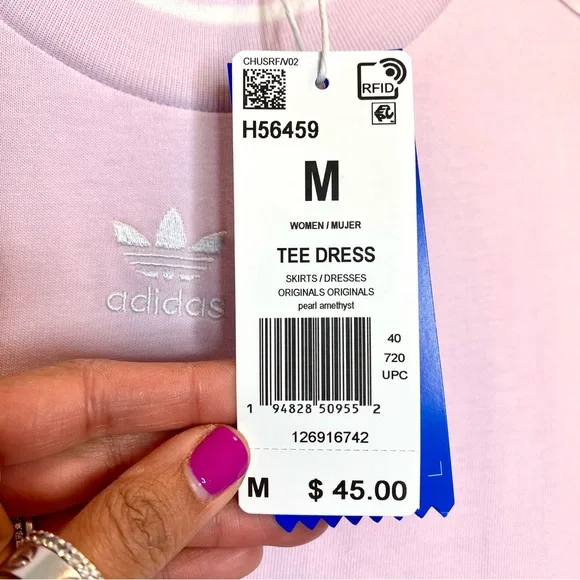 CHUSRF/V02
RFID
H56459
M
WOMEN / MUJER
TEE DRESS
SKIRTS / DRESSES
ORIGINALS ORIGINALS
pearl amethyst
adidas
40
720
UPC
1 94828 50955 2
126916742
M $ 45.00